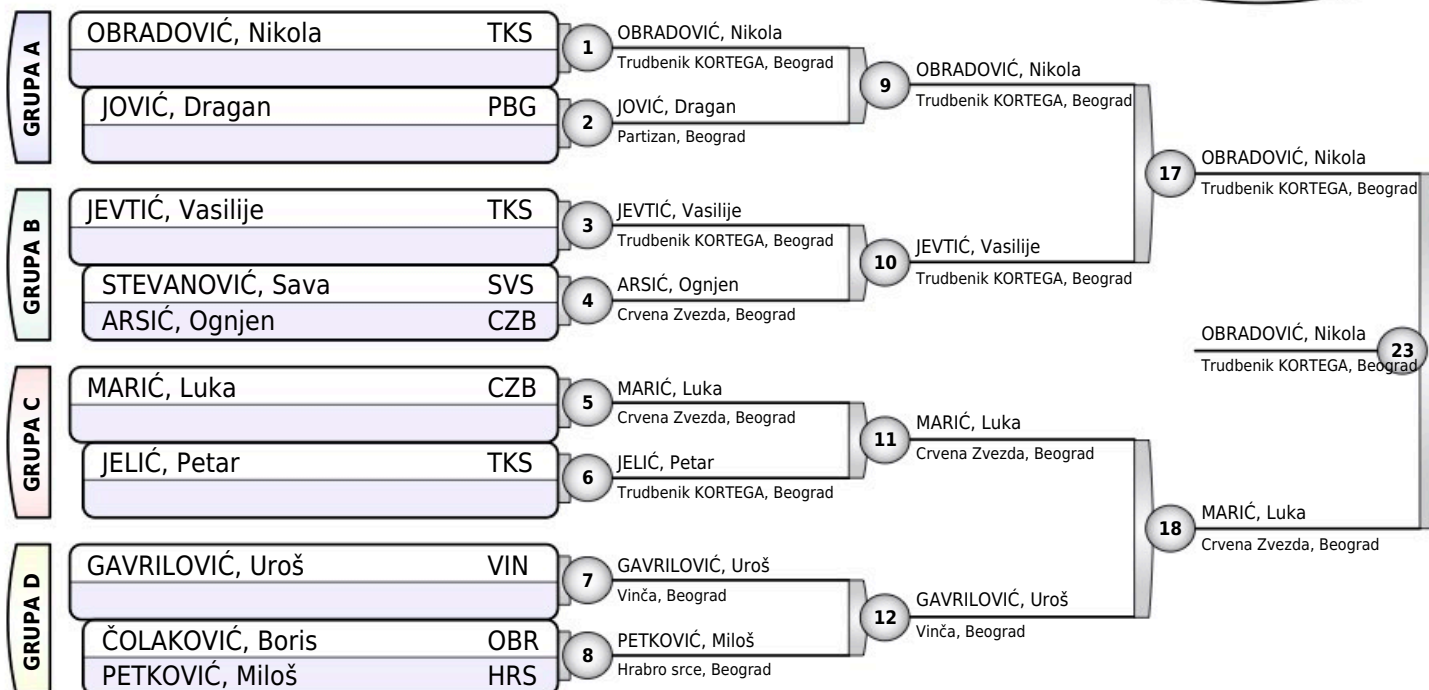 GRUPA A
OBRADOVIĆ, Nikola TKS
JOVIĆ, Dragan PBG
1
OBRADOVIĆ, Nikola
Trudbenik KORTEGA, Beograd
2
JOVIĆ, Dragan
Partizan, Beograd
9
OBRADOVIĆ, Nikola
Trudbenik KORTEGA, Beograd
GRUPA B
JEVTIĆ, Vasilije TKS
STEVANOVIĆ, Sava SVS
ARSIĆ, Ognjen CZB
3
JEVTIĆ, Vasilije
Trudbenik KORTEGA, Beograd
4
ARSIĆ, Ognjen
Crvena Zvezda, Beograd
10
JEVTIĆ, Vasilije
Trudbenik KORTEGA, Beograd
17
OBRADOVIĆ, Nikola
Trudbenik KORTEGA, Beograd
GRUPA C
MARIĆ, Luka CZB
JELIĆ, Petar TKS
5
MARIĆ, Luka
Crvena Zvezda, Beograd
6
JELIĆ, Petar
Trudbenik KORTEGA, Beograd
11
MARIĆ, Luka
Crvena Zvezda, Beograd
GRUPA D
GAVRILOVIĆ, Uroš VIN
ČOLAKOVIĆ, Boris OBR
PETKOVIĆ, Miloš HRS
7
GAVRILOVIĆ, Uroš
Vinča, Beograd
8
PETKOVIĆ, Miloš
Hrabro srce, Beograd
12
GAVRILOVIĆ, Uroš
Vinča, Beograd
18
MARIĆ, Luka
Crvena Zvezda, Beograd
OBRADOVIĆ, Nikola
Trudbenik KORTEGA, Beograd
23